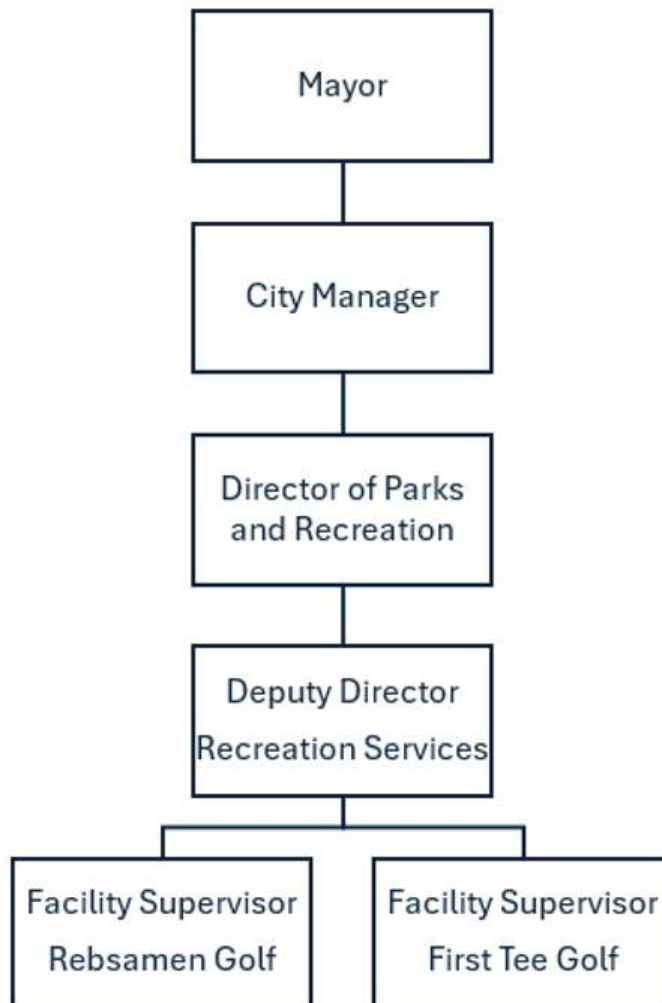 Mayor
City Manager
Director of Parks
and Recreation
Deputy Director
Recreation Services
Facility Supervisor
Rebsamen Golf
Facility Supervisor
First Tee Golf